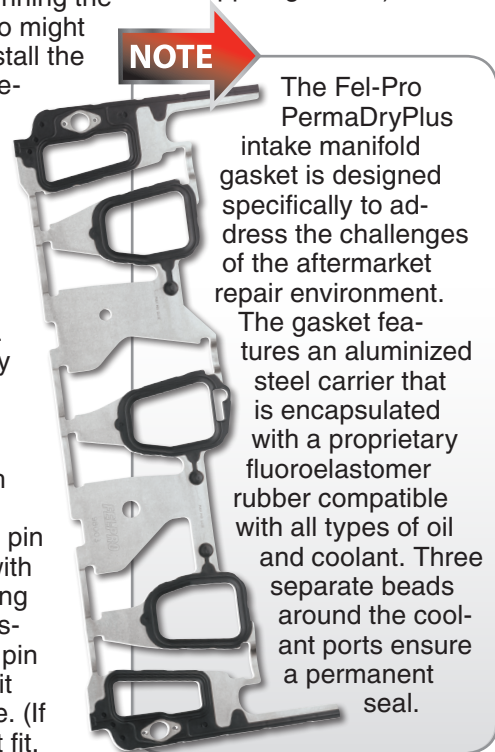 nning the
o might
stall the
e-
y
n
pin
with
ng
s-
pin
it
e. (If
t fit.
NOTE
The Fel-Pro
PermaDryPlus
intake manifold
gasket is designed
specifically to ad-
dress the challenges
of the aftermarket
repair environment.
The gasket fea-
tures an aluminized
steel carrier that
is encapsulated
with a proprietary
fluoroelastomer
rubber compatible
with all types of oil
and coolant. Three
separate beads
around the cool-
ant ports ensure
a permanent
seal.